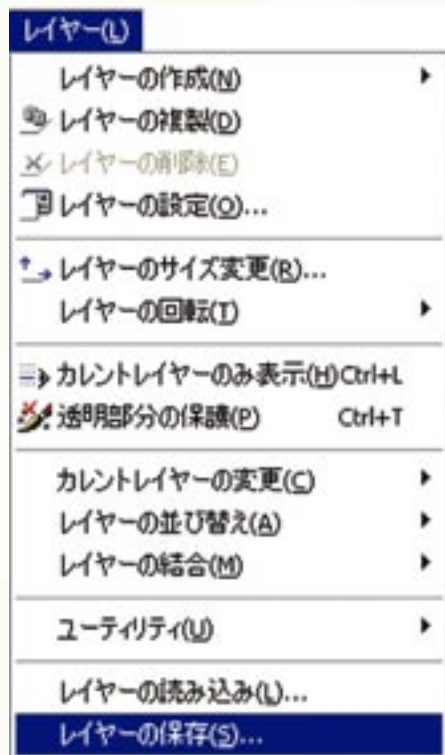 レイヤー(L)
レイヤーの作成(N)
レイヤーの複製(D)
レイヤーの削除(E)
レイヤーの設定(O)...
レイヤーのサイズ変更(R)...
レイヤーの回転(T)
カレントレイヤーのみ表示(H)Ctrl+L
透明部分の保護(P) Ctrl+T
カレントレイヤーの変更(C)
レイヤーの並び替え(A)
レイヤーの結合(M)
ユーティリティ(U)
レイヤーの読み込み(L)...
レイヤーの保存(S)...